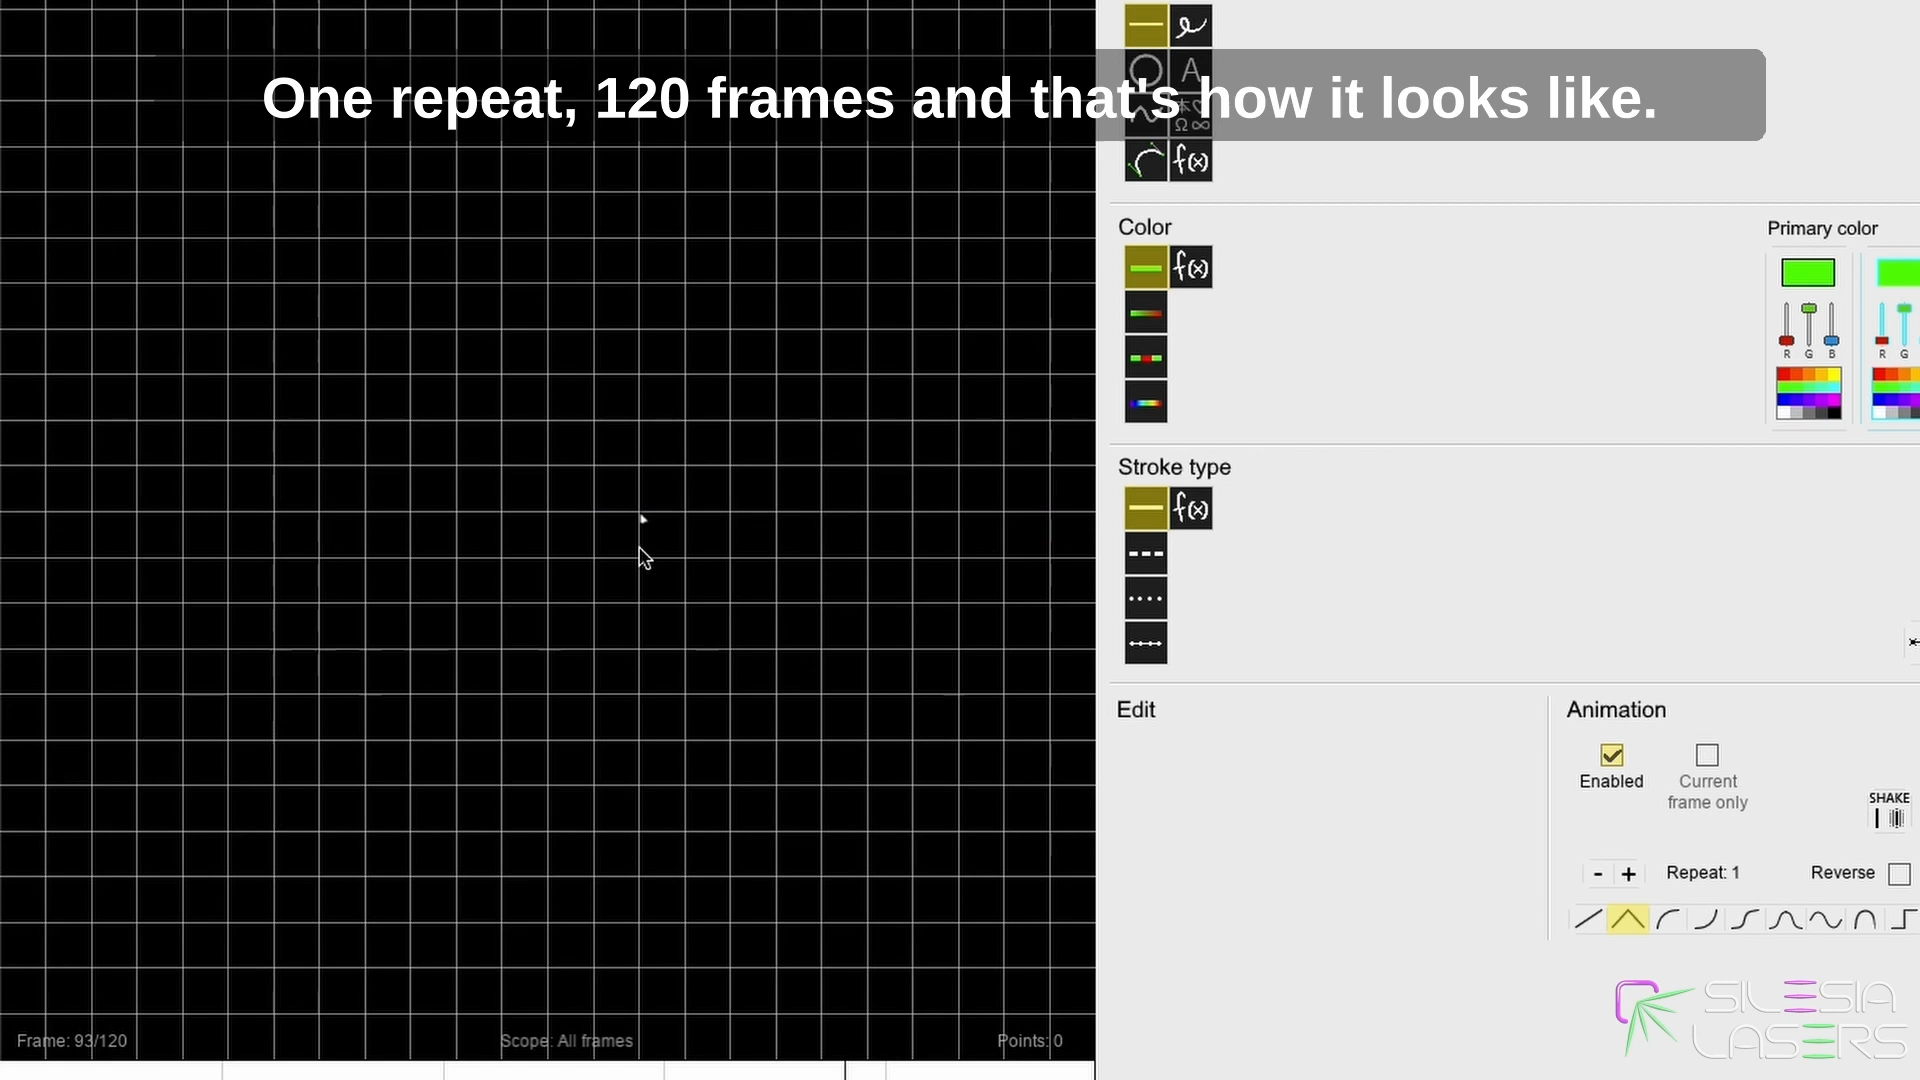 One repeat, 120 frames and that's how it looks like.
A
Ω ∞
f(x)
Color
Primary color
f(x)
R G B
R G
Stroke type
f(x)
Edit
Animation
Enabled
Current
frame only
SHAKE
- +
Repeat: 1
Reverse
SILESIA
LASERS
Frame: 93/120
Scope: All frames
Points: 0